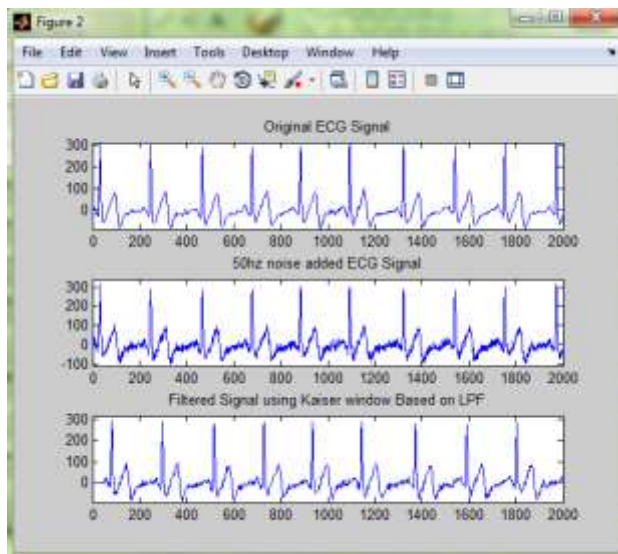 Figure 2
File Edit View Insert Tools Desktop Window Help
Original ECG Signal
300
200
100
0
0 200 400 600 800 1000 1200 1400 1600 1800 2000
50hz noise added ECG Signal
300
200
100
0
-100
0 200 400 600 800 1000 1200 1400 1600 1800 2000
Filtered Signal using Kaiser window Based on LPF
300
200
100
0
0 200 400 600 800 1000 1200 1400 1600 1800 2000